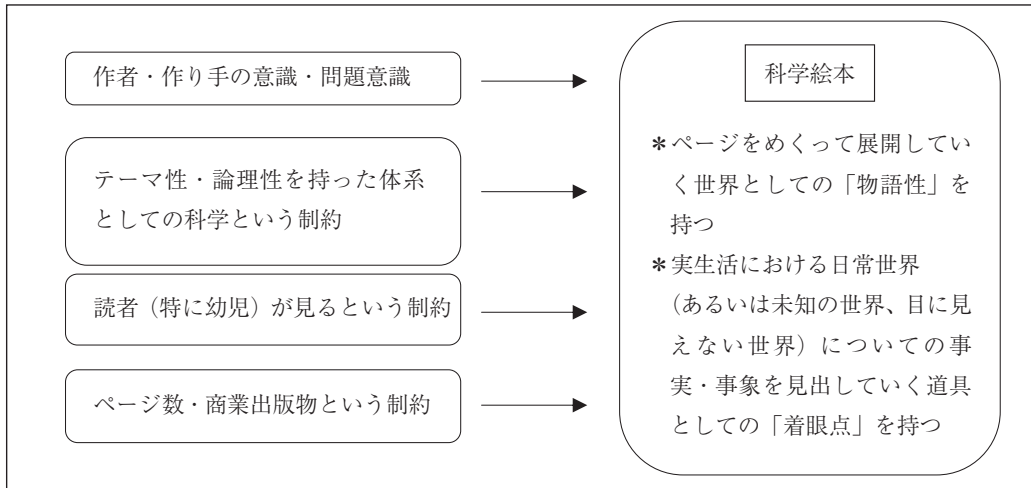 作者・作り手の意識・問題意識
テーマ性・論理性を持った体系
としての科学という制約
読者（特に幼児）が見るという制約
ページ数・商業出版物という制約
科学絵本
＊ページをめくって展開してい
く世界としての「物語性」を
持つ
＊実生活における日常世界
（あるいは未知の世界、目に見
えない世界）についての事
実・事象を見出していく道具
としての「着眼点」を持つ